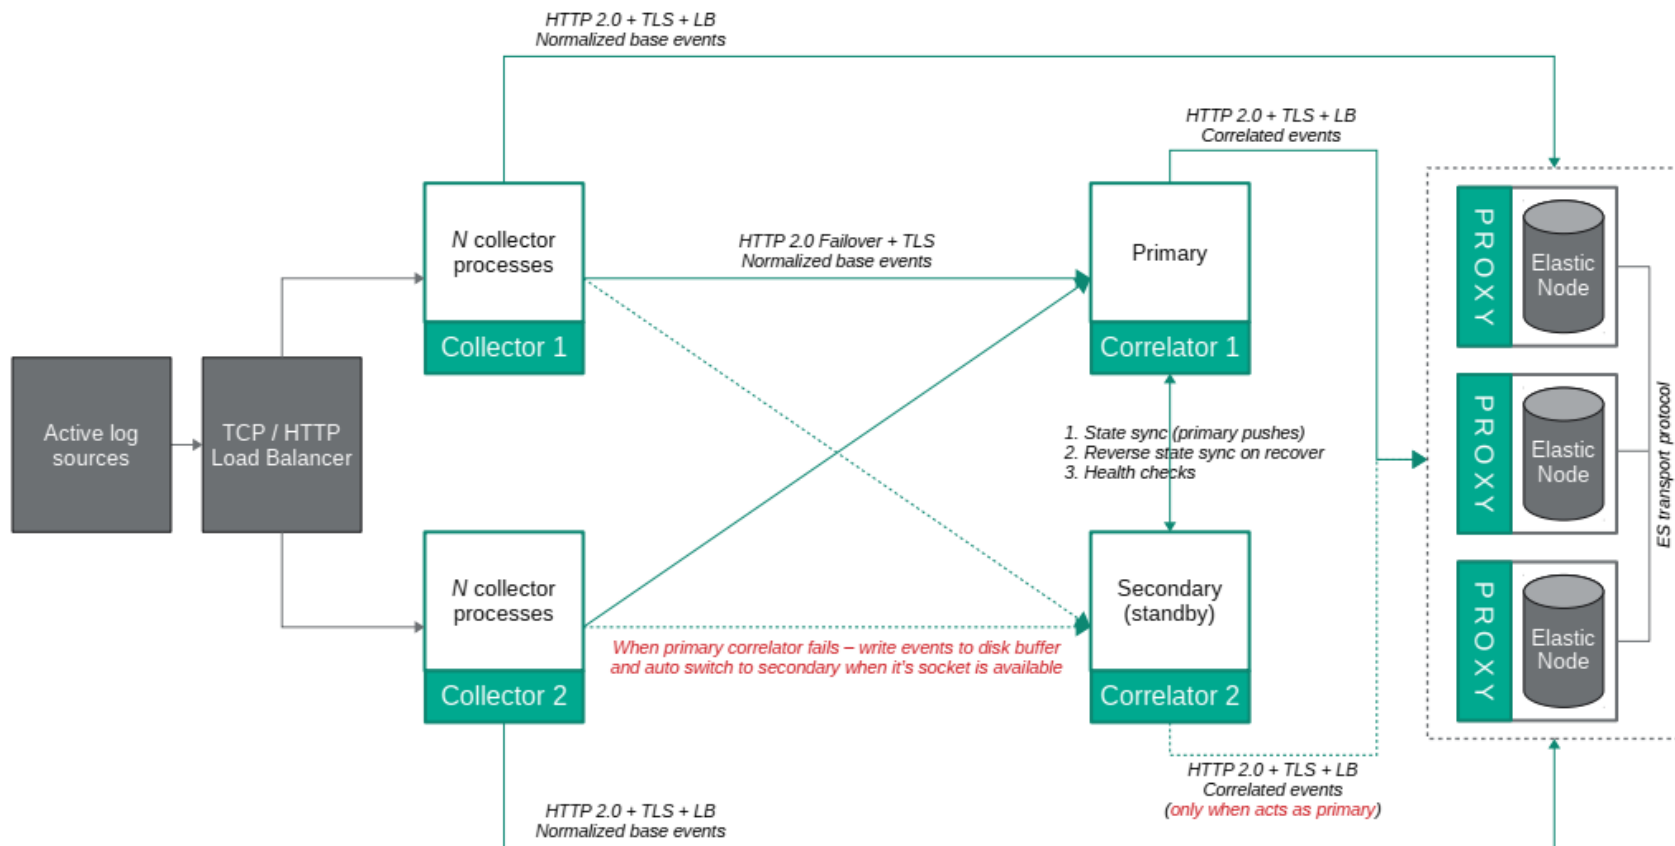 HTTP 2.0 + TLS + LB
Normalized base events
HTTP 2.0 + TLS + LB
Correlated events
N collector
processes
Collector 1
HTTP 2.0 Failover + TLS
Normalized base events
Primary
Correlator 1
PROXY
Elastic
Node
Active log
sources
TCP / HTTP
Load Balancer
1. State sync (primary pushes)
2. Reverse state sync on recover
3. Health checks
PROXY
Elastic
Node
ES transport protocol
N collector
processes
Collector 2
When primary correlator fails – write events to disk buffer
and auto switch to secondary when it's socket is available
Secondary
(standby)
Correlator 2
PROXY
Elastic
Node
HTTP 2.0 + TLS + LB
Correlated events
(only when acts as primary)
HTTP 2.0 + TLS + LB
Normalized base events